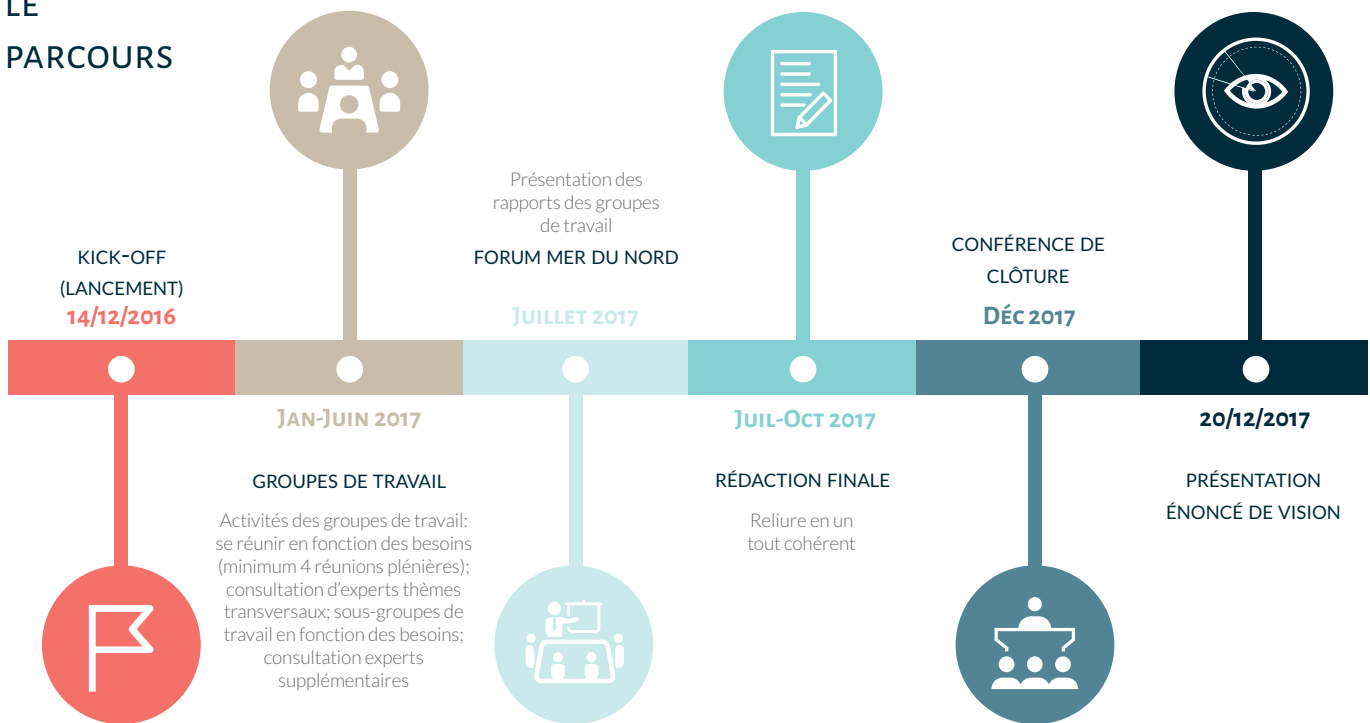 LE
PARCOURS
KICK-OFF
(LANCEMENT)
14/12/2016
JAN-JUIN 2017
GROUPES DE TRAVAIL
Activités des groupes de travail:
se réunir en fonction des besoins
(minimum 4 réunions plénières);
consultation d'experts thèmes
transversaux; sous-groupes de
travail en fonction des besoins;
consultation experts
supplémentaires
Présentation des
rapports des groupes
de travail
FORUM MER DU NORD
JUILLET 2017
JUIL-OCT 2017
RÉDACTION FINALE
Reliure en un
tout cohérent
CONFÉRENCE DE
CLÔTURE
DÉC 2017
20/12/2017
PRÉSENTATION
ÉNONCÉ DE VISION